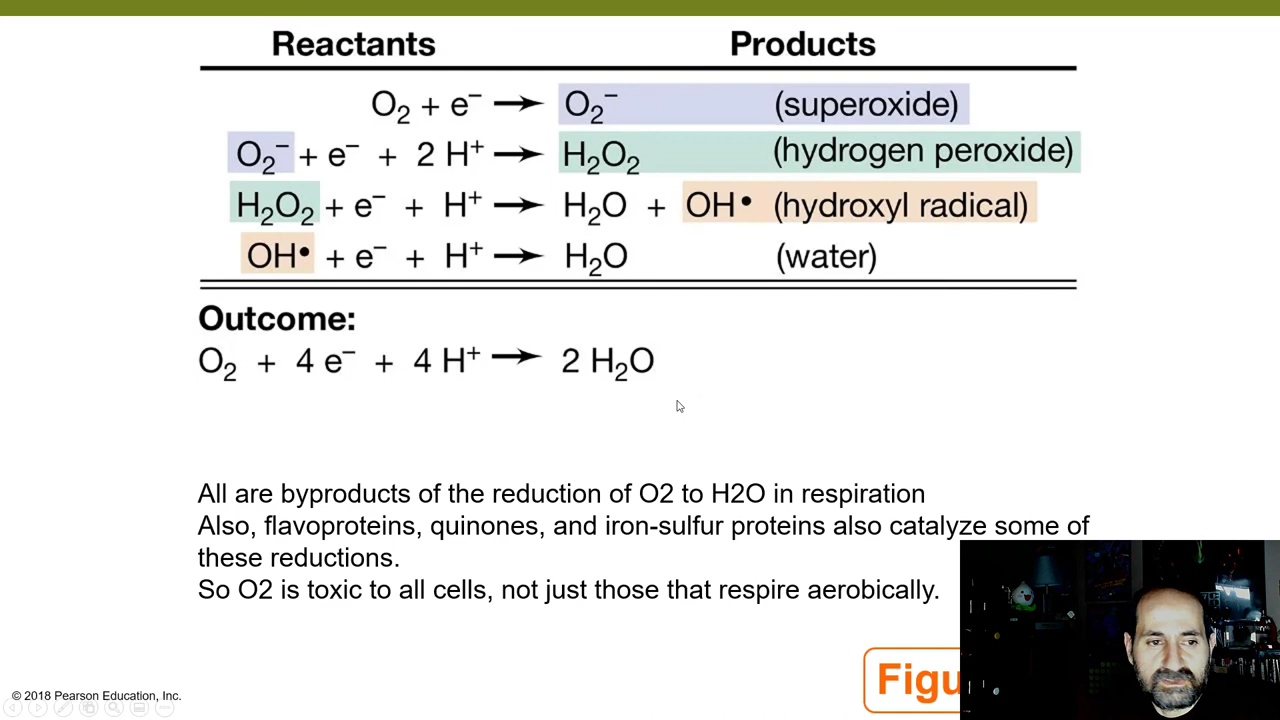 Reactants Products
O₂ + e⁻ → O₂⁻ (superoxide)
O₂⁻ + e⁻ + 2 H⁺ → H₂O₂ (hydrogen peroxide)
H₂O₂ + e⁻ + H⁺ → H₂O + OH• (hydroxyl radical)
OH• + e⁻ + H⁺ → H₂O (water)
Outcome:
O₂ + 4 e⁻ + 4 H⁺ → 2 H₂O
All are byproducts of the reduction of O2 to H2O in respiration
Also, flavoproteins, quinones, and iron-sulfur proteins also catalyze some of
these reductions.
So O2 is toxic to all cells, not just those that respire aerobically.
© 2018 Pearson Education, Inc.